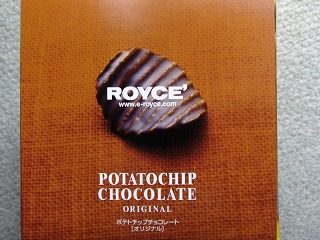 ROYCE'
www.e-royce.com
POTATOCHIP
CHOCOLATE
ORIGINAL
ポテトチップチョコレート
[オリジナル]